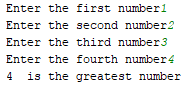 Enter the first number1
Enter the second number2
Enter the third number3
Enter the fourth number4
4  is the greatest number